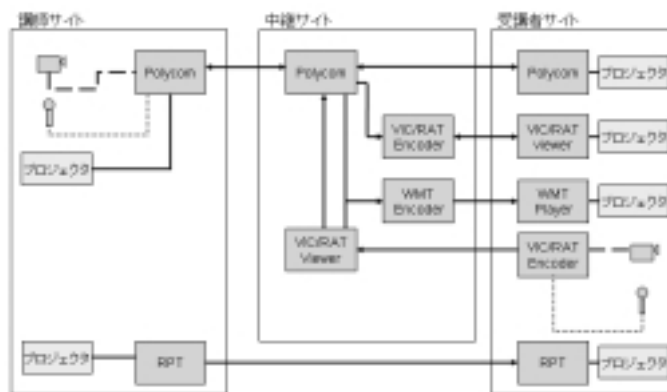 講師サイト
中継サイト
受講者サイト
Polycom
Polycom
Polycom
プロジェクタ
VIC/RAT
Encoder
VIC/RAT
viewer
プロジェクタ
プロジェクタ
WMT
Encoder
WMT
Player
プロジェクタ
VIC/RAT
Viewer
VIC/RAT
Encoder
プロジェクタ
RPT
RPT
プロジェクタ